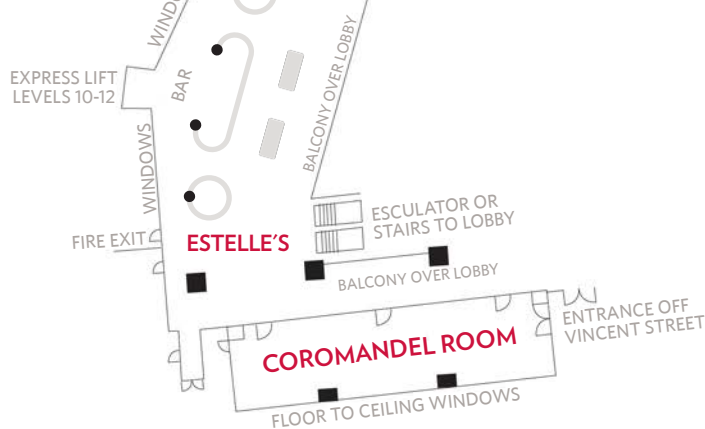 WINDO
EXPRESS LIFT
LEVELS 10-12
BAR
BALCONY OVER LOBBY
WINDOWS
ESCULATOR OR
STAIRS TO LOBBY
FIRE EXIT
ESTELLE'S
BALCONY OVER LOBBY
ENTRANCE OFF
VINCENT STREET
COROMANDEL ROOM
FLOOR TO CEILING WINDOWS